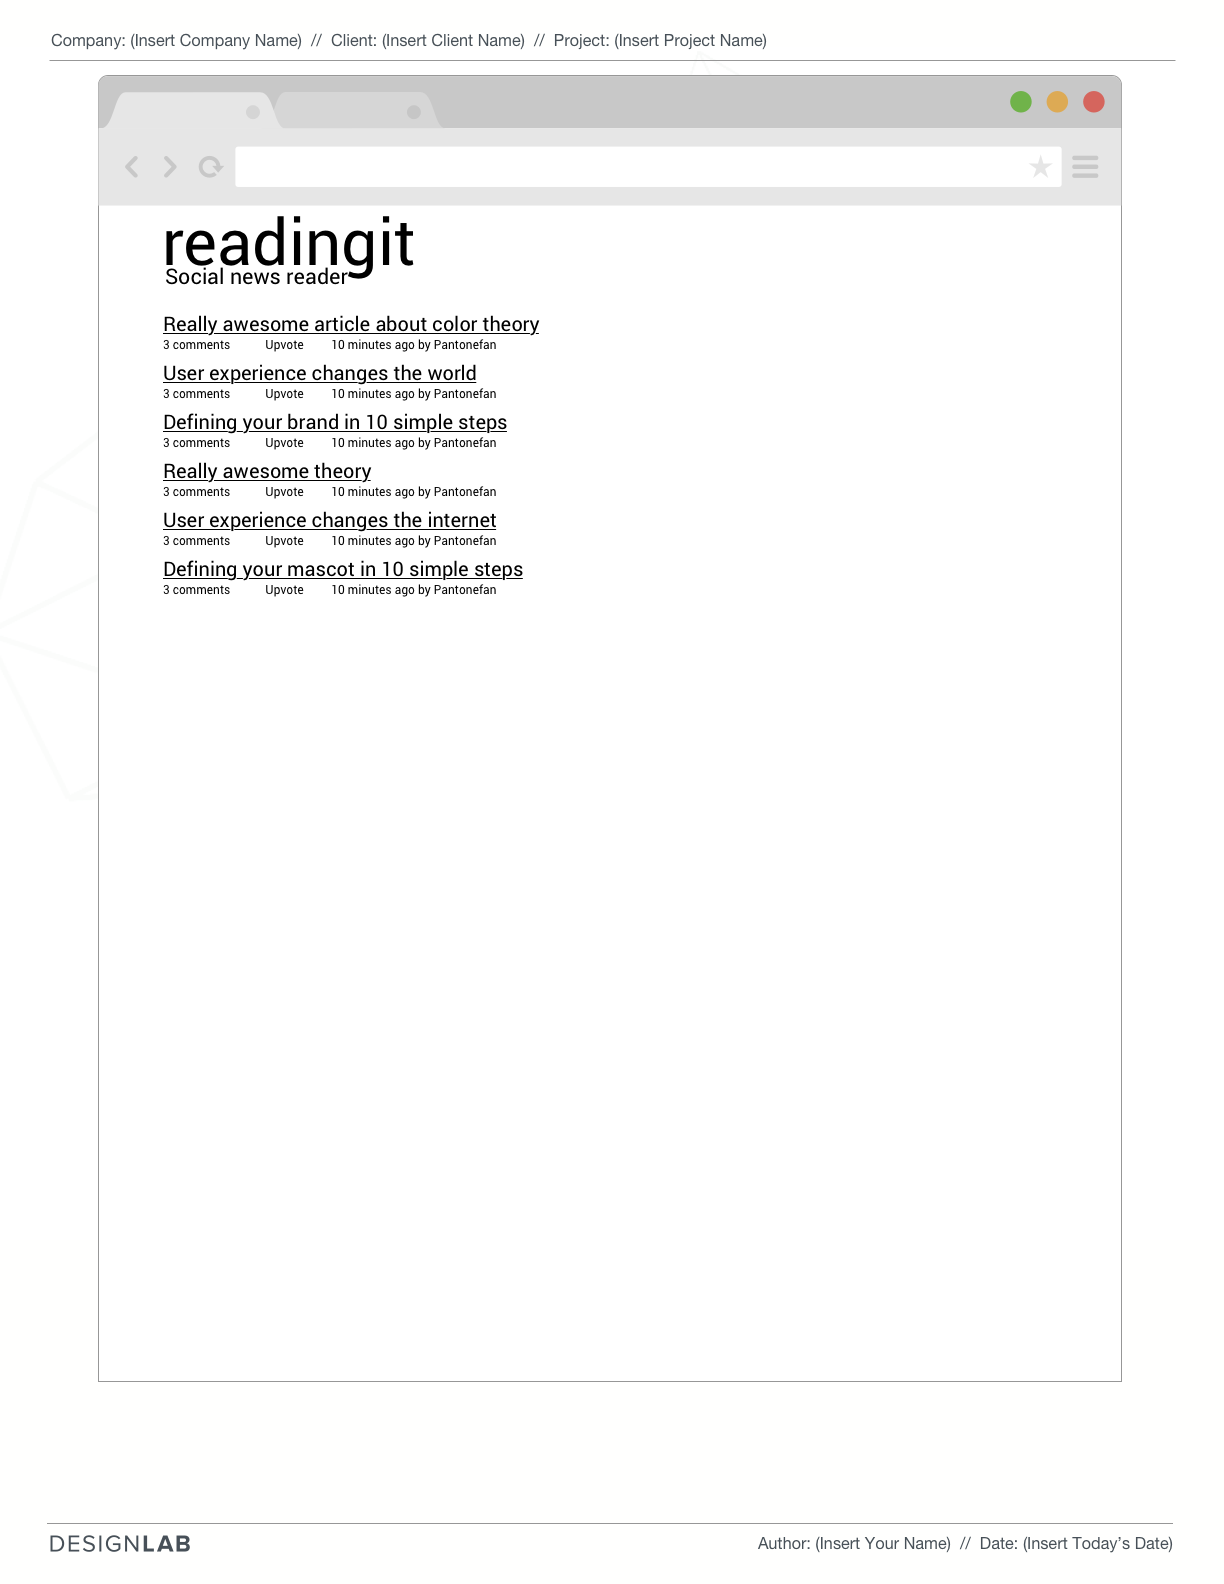 Company: (Insert Company Name)  //  Client: (Insert Client Name)  //  Project: (Insert Project Name)
readingit
Social news reader
Really awesome article about color theory
3 comments Upvote 10 minutes ago by Pantonefan
User experience changes the world
3 comments Upvote 10 minutes ago by Pantonefan
Defining your brand in 10 simple steps
3 comments Upvote 10 minutes ago by Pantonefan
Really awesome theory
3 comments Upvote 10 minutes ago by Pantonefan
User experience changes the internet
3 comments Upvote 10 minutes ago by Pantonefan
Defining your mascot in 10 simple steps
3 comments Upvote 10 minutes ago by Pantonefan
DESIGNLAB Author: (Insert Your Name)  //  Date: (Insert Today’s Date)